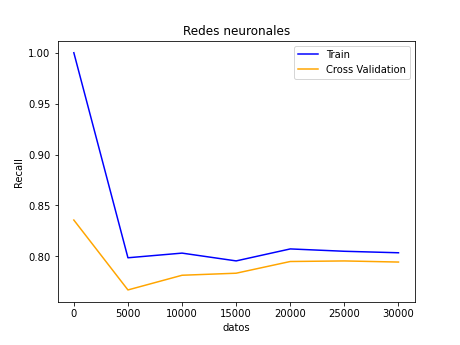 Redes neuronales
Train
Cross Validation
Recall
1.00
0.95
0.90
0.85
0.80
0 5000 10000 15000 20000 25000 30000
datos